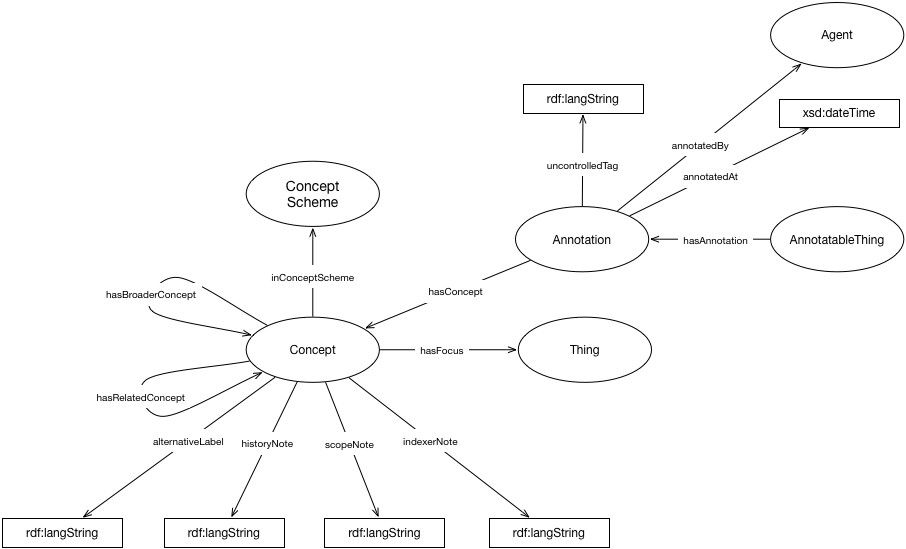 Agent
rdf:langString
xsd:dateTime
annotatedBy
uncontrolledTag
annotatedAt
Concept
Scheme
Annotation
hasAnnotation
AnnotatableThing
inConceptScheme
hasConcept
hasBroaderConcept
Concept
hasFocus
Thing
hasRelatedConcept
alternativeLabel
historyNote
scopeNote
indexerNote
rdf:langString
rdf:langString
rdf:langString
rdf:langString